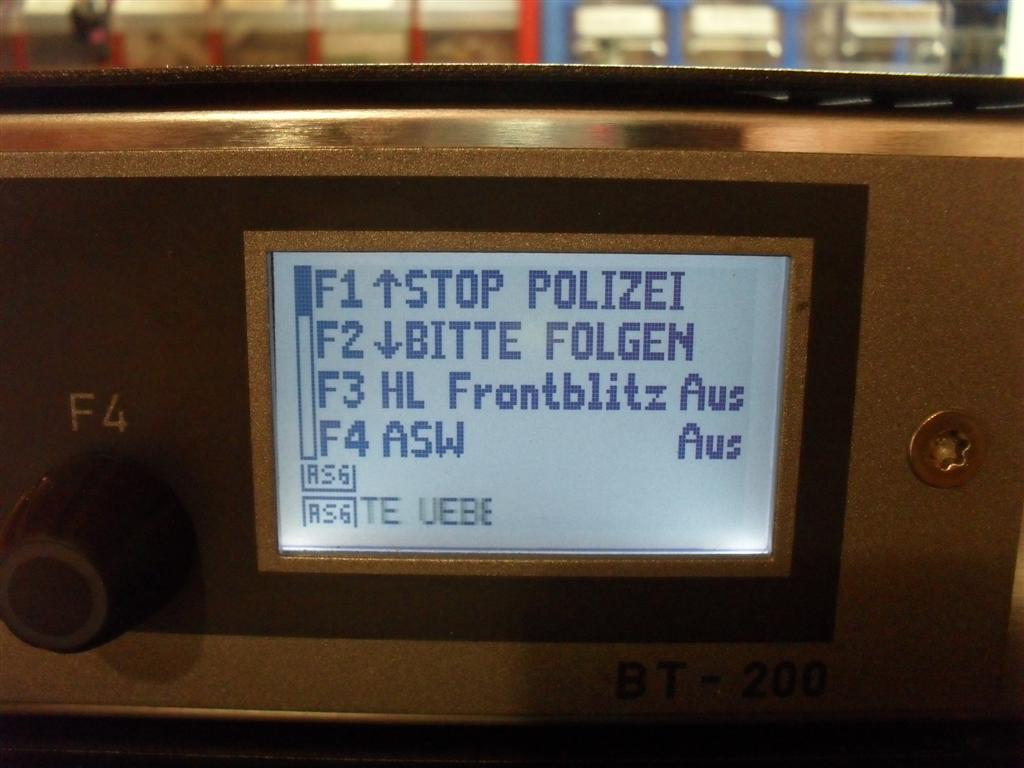 F1 ↑STOP POLIZEI
F2 ↓BITTE FOLGEN
F3 HL Frontblitz Aus
F4 ASW Aus
ASG
ASG TE UEBE
F4
BT-200